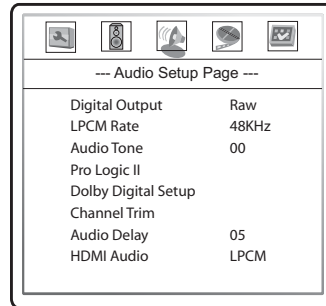 --- Audio Setup Page ---
Digital Output Raw
LPCM Rate 48KHz
Audio Tone 00
Pro Logic II
Dolby Digital Setup
Channel Trim
Audio Delay 05
HDMI Audio LPCM